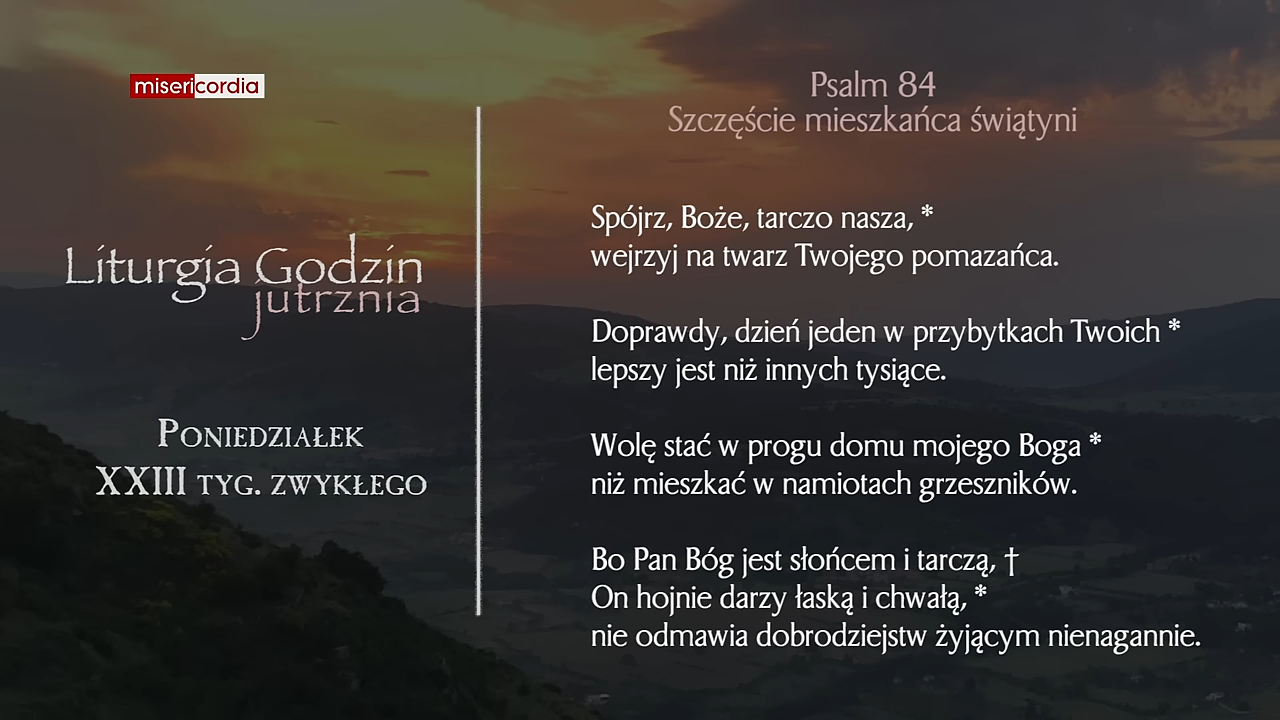 misericordia
Liturgia Godzin
jutrznia
Poniedziałek
XXIII tyg. zwykłego
Psalm 84
Szczęście mieszkańca świątyni
Spójrz, Boże, tarczo nasza, *
wejrzyj na twarz Twojego pomazańca.
Doprawdy, dzień jeden w przybytkach Twoich *
lepszy jest niż innych tysiące.
Wolę stać w progu domu mojego Boga *
niż mieszkać w namiotach grzeszników.
Bo Pan Bóg jest słońcem i tarczą, †
On hojnie darzy łaską i chwałą, *
nie odmawia dobrodziejstw żyjącym nienagannie.